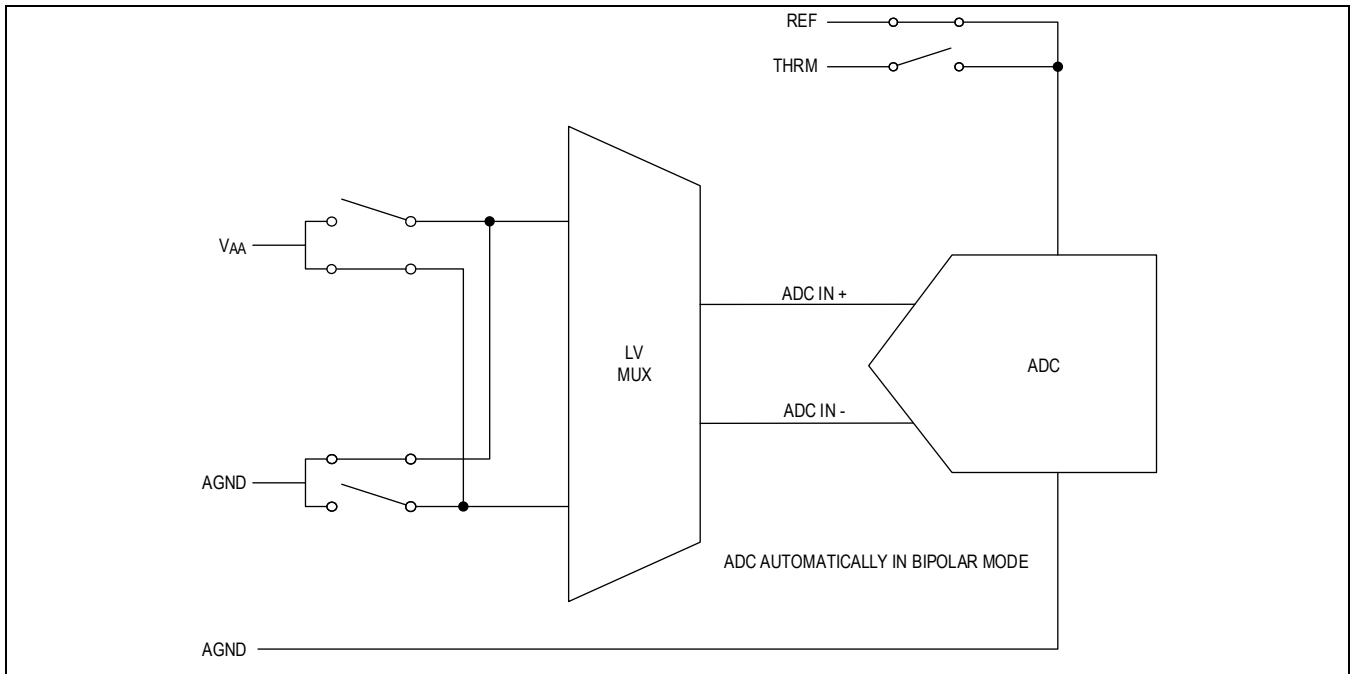 REF
THRM
VAA
ADC IN +
LV
MUX
ADC
ADC IN -
AGND
ADC AUTOMATICALLY IN BIPOLAR MODE
AGND